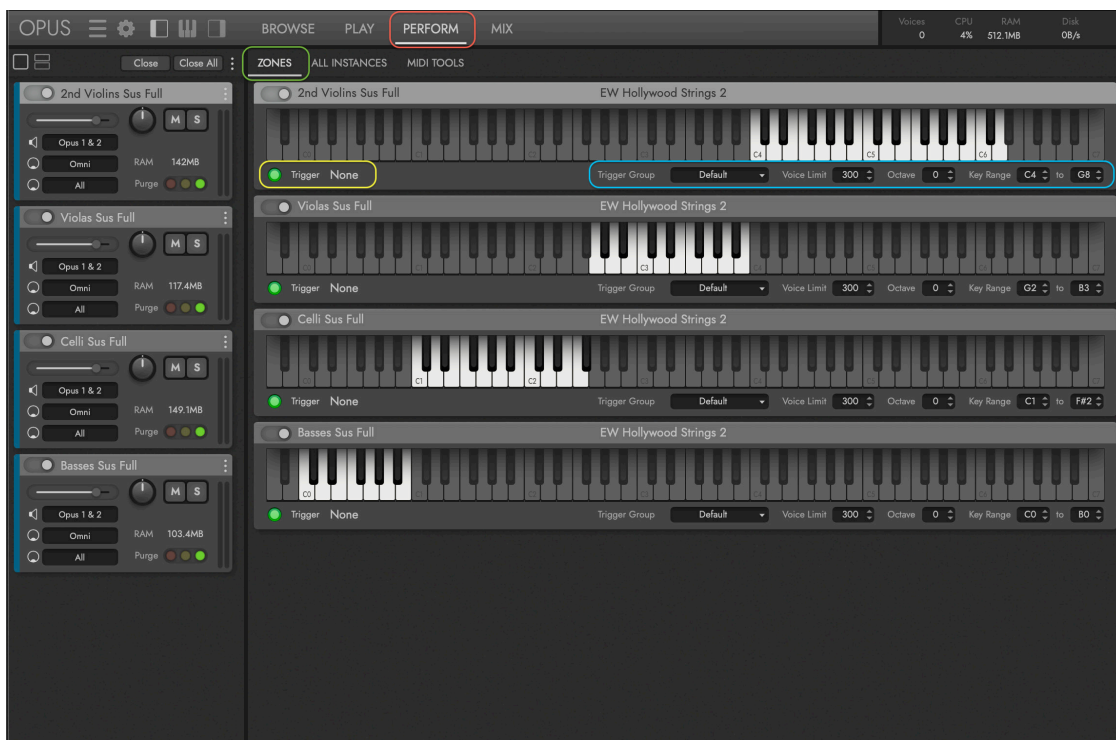 OPUS BROWSE PLAY PERFORM MIX Voices CPU RAM Disk
0 4% 512.1MB 0B/s
Close Close All ZONES ALL INSTANCES MIDI TOOLS
2nd Violins Sus Full
M S
Opus 1 & 2
Omni RAM 142MB
All Purge
Violas Sus Full
M S
Opus 1 & 2
Omni RAM 117.4MB
All Purge
Celli Sus Full
M S
Opus 1 & 2
Omni RAM 149.1MB
All Purge
Basses Sus Full
M S
Opus 1 & 2
Omni RAM 103.4MB
All Purge
2nd Violins Sus Full EW Hollywood Strings 2
C4 C5 C6
Trigger None Trigger Group Default Voice Limit 300 Octave 0 Key Range C4 to G8
Violas Sus Full EW Hollywood Strings 2
C3
Trigger None Trigger Group Default Voice Limit 300 Octave 0 Key Range G2 to B3
Celli Sus Full EW Hollywood Strings 2
C1 C2
Trigger None Trigger Group Default Voice Limit 300 Octave 0 Key Range C1 to F#2
Basses Sus Full EW Hollywood Strings 2
C0
Trigger None Trigger Group Default Voice Limit 300 Octave 0 Key Range C0 to B0